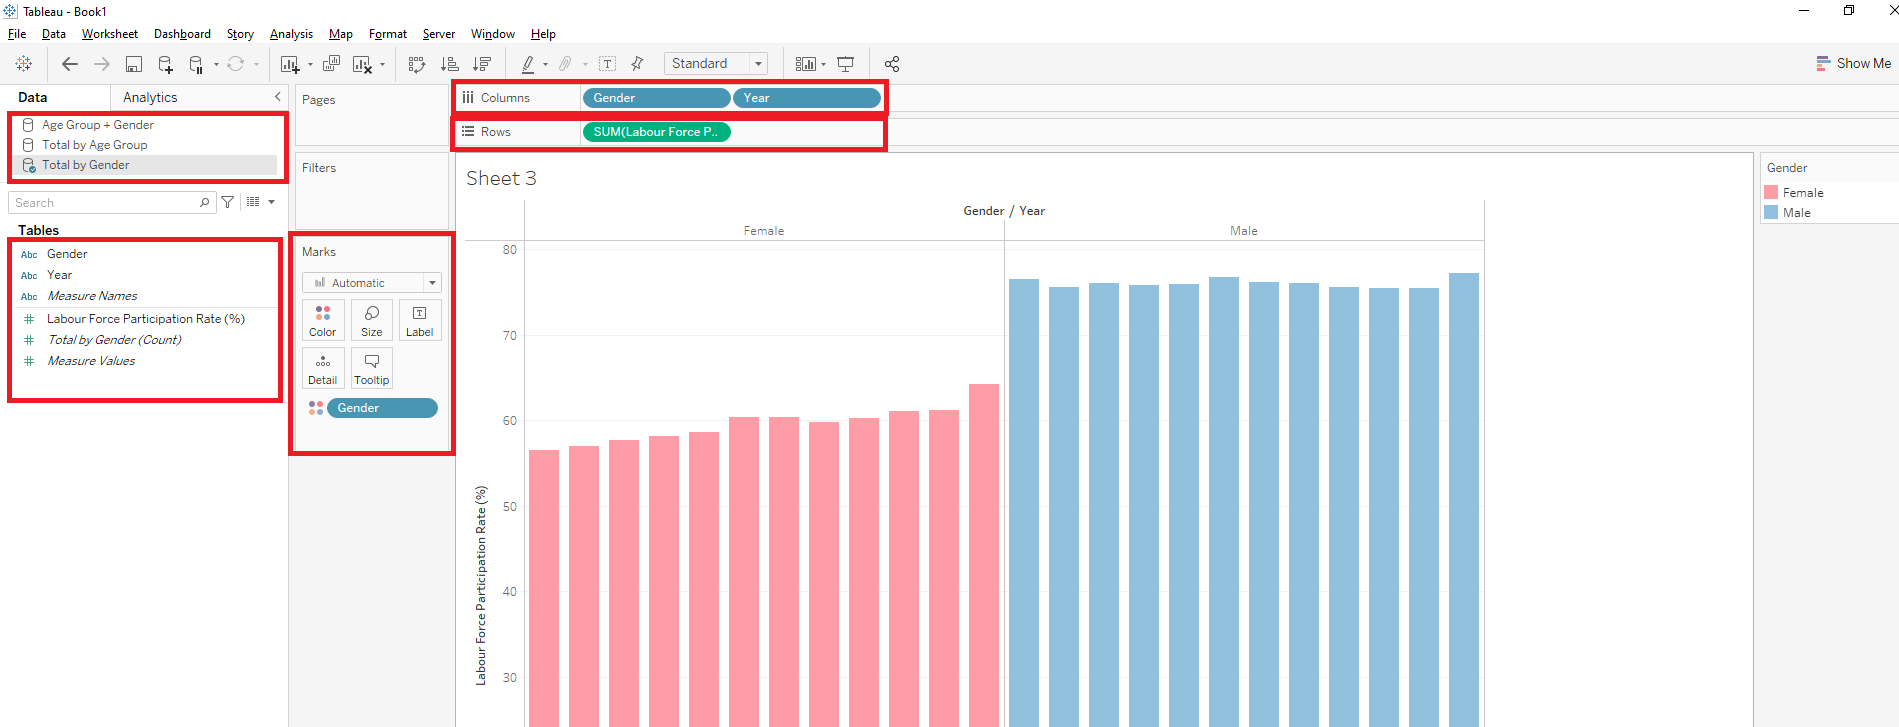 Tableau - Book1
File Data Worksheet Dashboard Story Analysis Map Format Server Window Help
Standard
Show Me
Data Analytics
Age Group + Gender
Total by Age Group
Total by Gender
Search
Tables
Abc Gender
Abc Year
Abc Measure Names
# Labour Force Participation Rate (%)
# Total by Gender (Count)
# Measure Values
Pages
Filters
Marks
Automatic
Color Size Label
Detail Tooltip
Gender
Columns Gender Year
Rows SUM(Labour Force P..
Sheet 3
Gender / Year
Female Male
80
70
60
50
40
30
Labour Force Participation Rate (%)
Gender
Female
Male